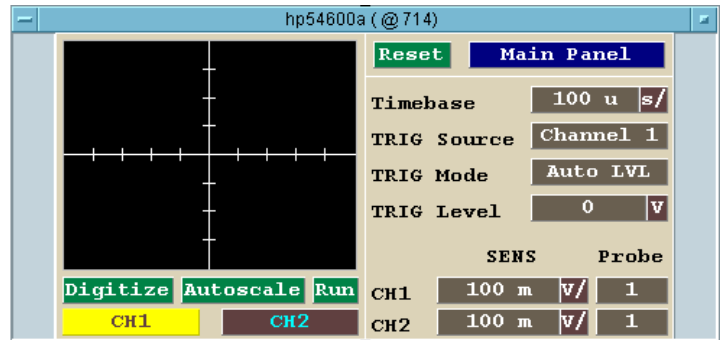 hp54600a ( @ 714)
Reset Main Panel
Timebase 100 u s/
TRIG Source Channel 1
TRIG Mode Auto LVL
TRIG Level 0 V
SENS Probe
Digitize Autoscale Run
CH1 100 m V/ 1
CH1 CH2
CH2 100 m V/ 1